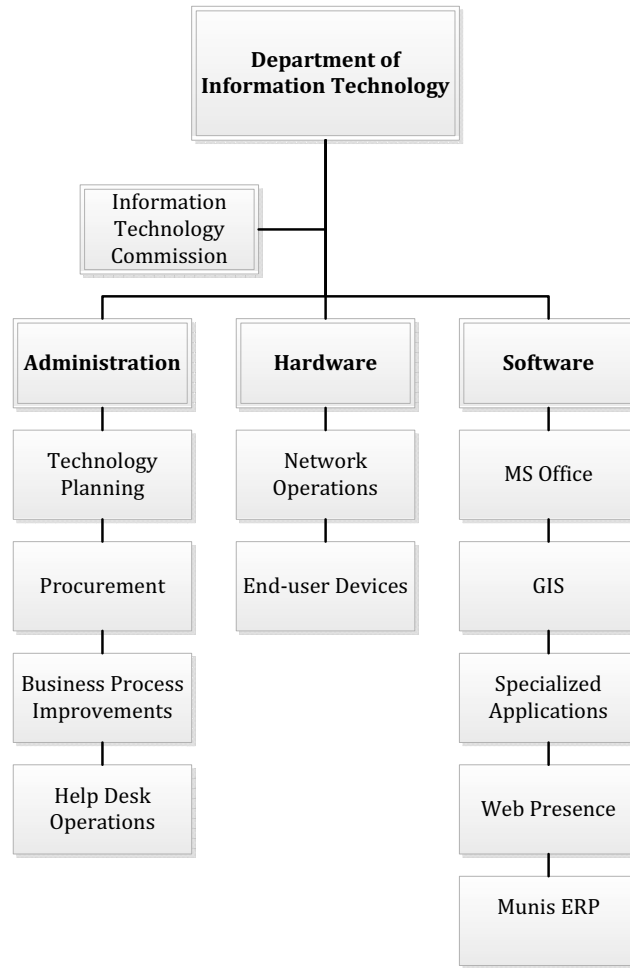 Department of
Information Technology
Information
Technology
Commission
Administration
Hardware
Software
Technology
Planning
Network
Operations
MS Office
Procurement
End-user Devices
GIS
Business Process
Improvements
Specialized
Applications
Help Desk
Operations
Web Presence
Munis ERP